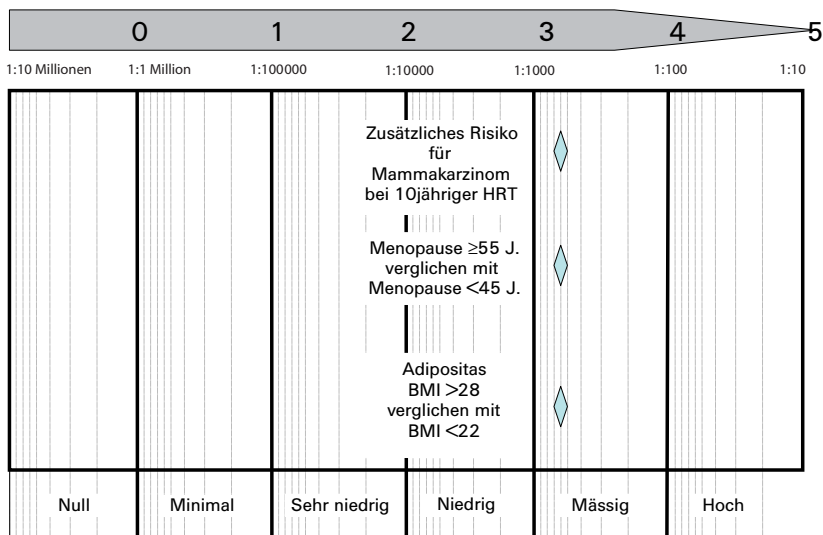 0 1 2 3 4 5
1:10 Millionen 1:1 Million 1:100000 1:10000 1:1000 1:100 1:10
Zusätzliches Risiko
für
Mammakarzinom
bei 10jähriger HRT
Menopause ≥55 J.
verglichen mit
Menopause <45 J.
Adipositas
BMI >28
verglichen mit
BMI <22
Null Minimal Sehr niedrig Niedrig Mässig Hoch